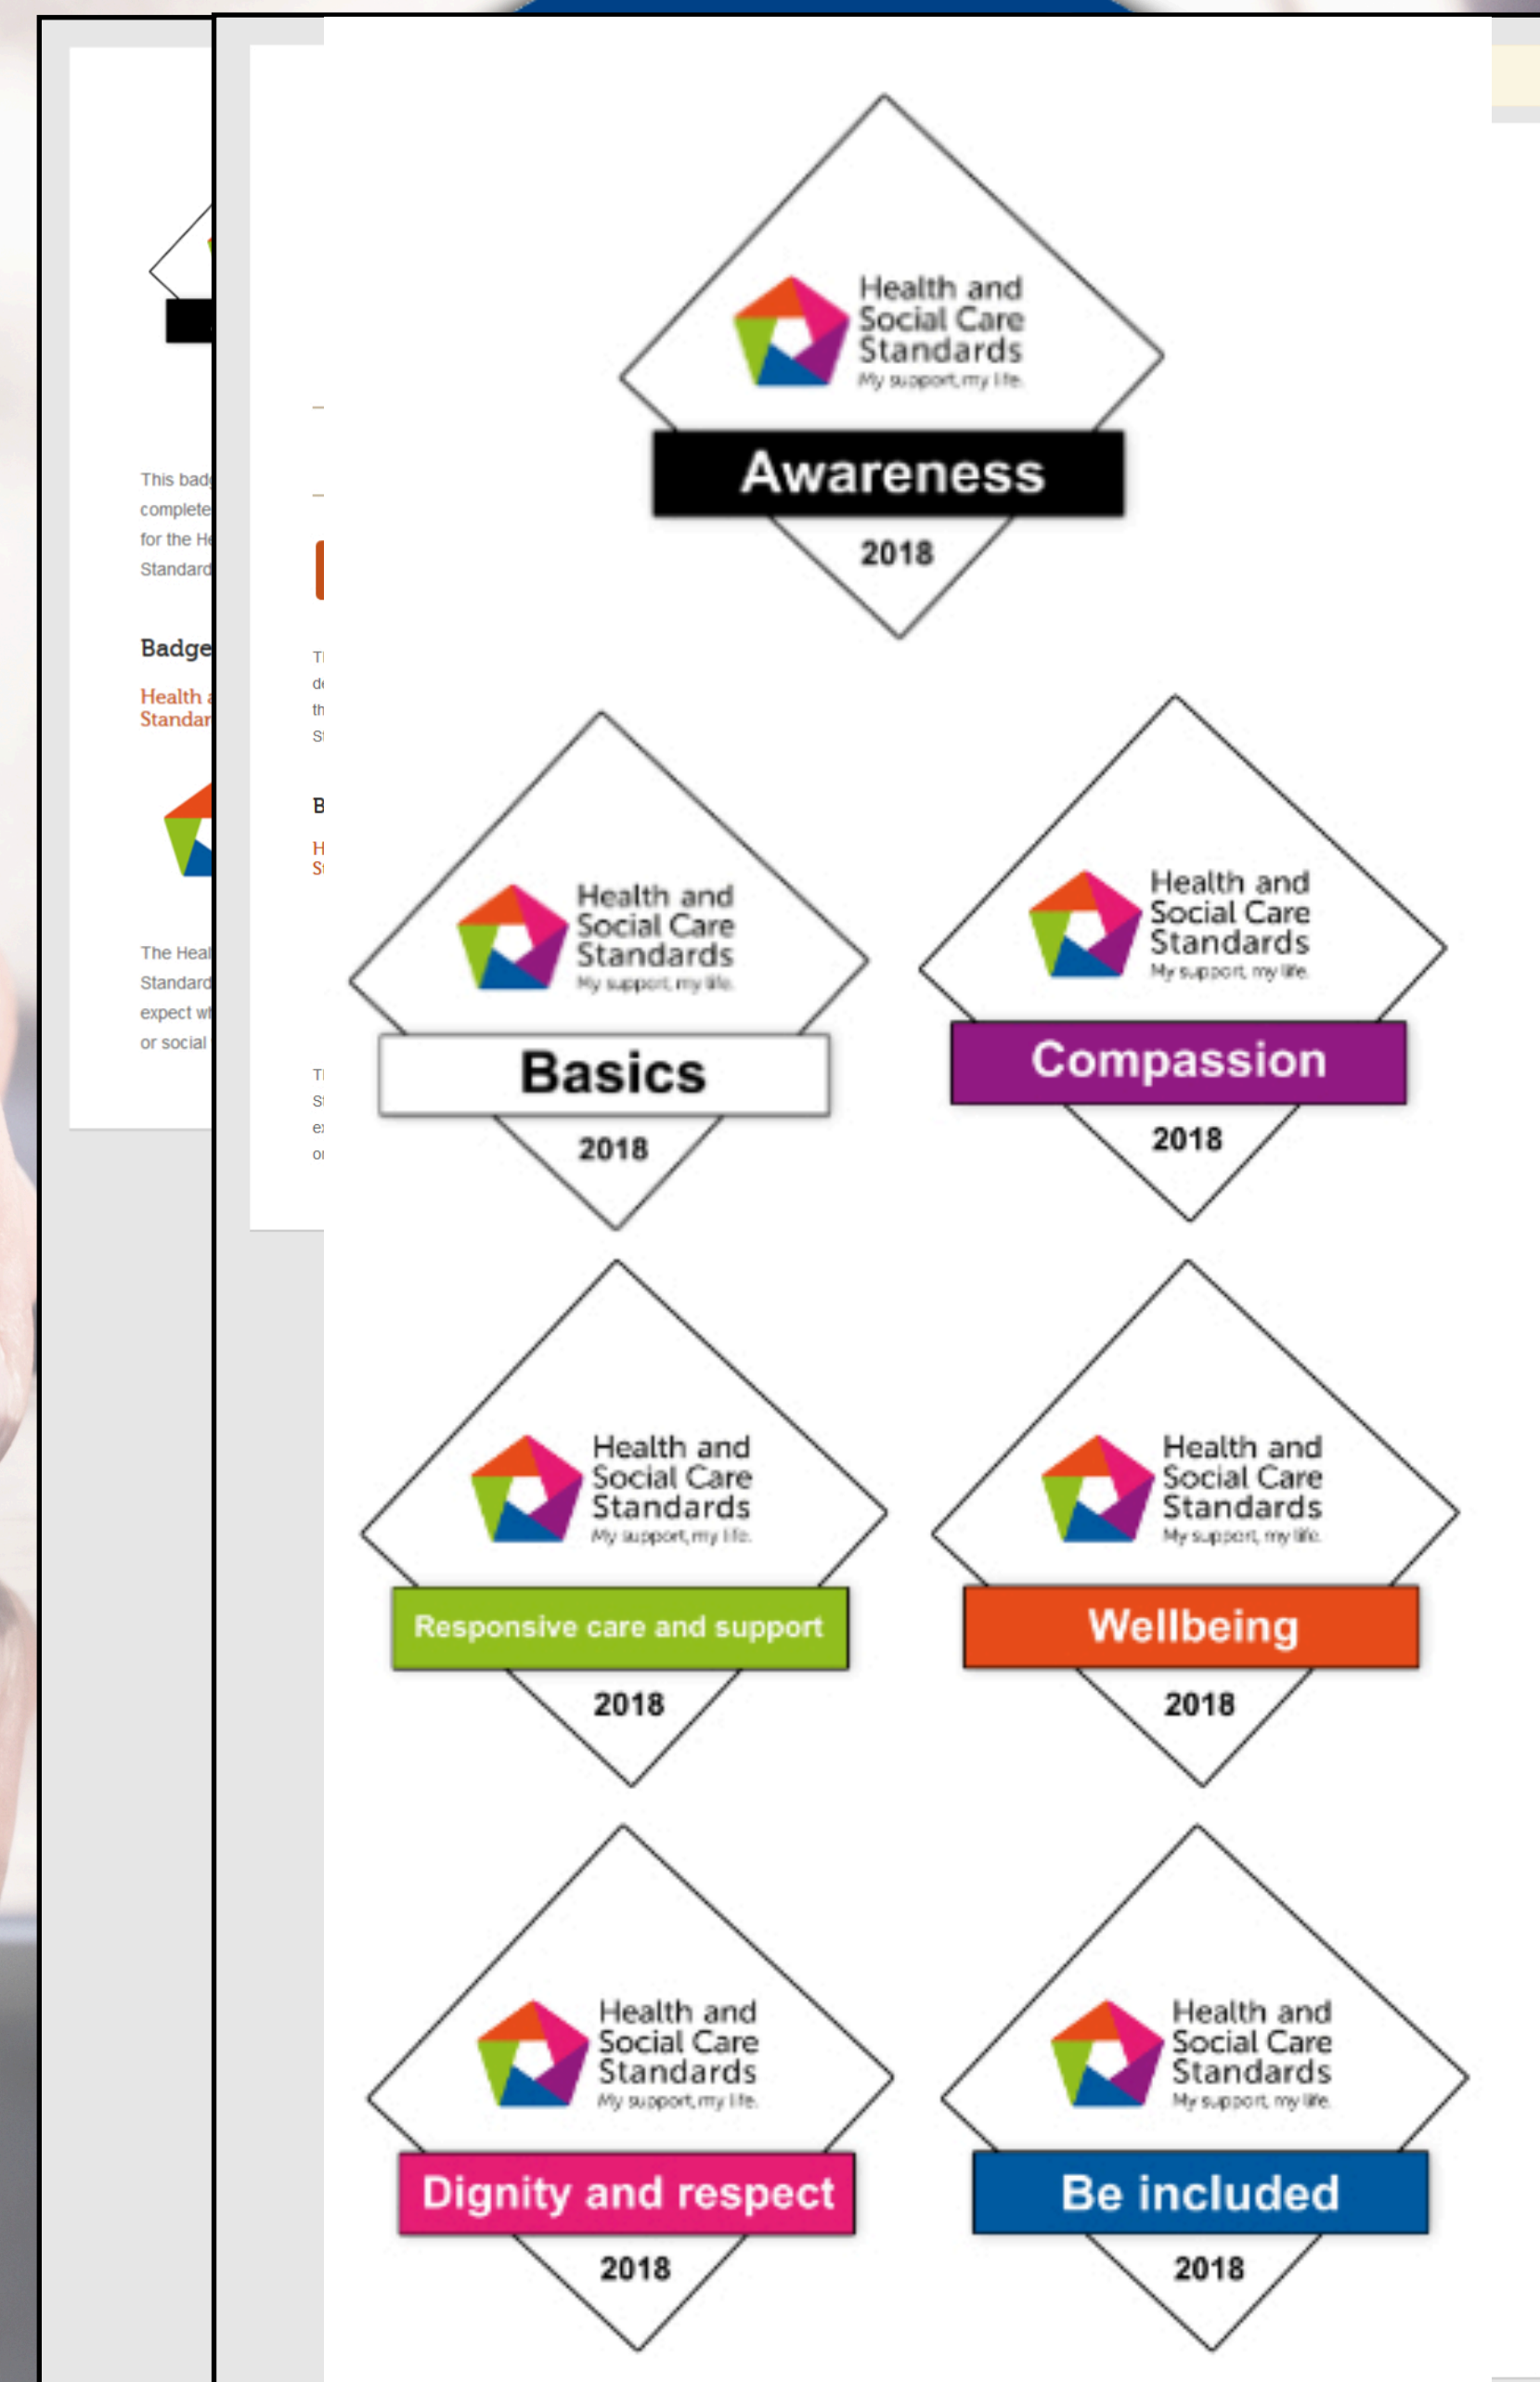 This
complete
for the
Standard
Badge
Health
Standar
The Heal
Standard
expect
or social
Health and
Social Care
Standards
My support, my life.
Awareness
2018
Health and
Social Care
Standards
My support, my life.
Basics
2018
Health and
Social Care
Standards
My support, my life.
Compassion
2018
Health and
Social Care
Standards
My support, my life.
Responsive care and support
2018
Health and
Social Care
Standards
My support, my life.
Wellbeing
2018
Health and
Social Care
Standards
My support, my life.
Dignity and respect
2018
Health and
Social Care
Standards
My support, my life.
Be included
2018